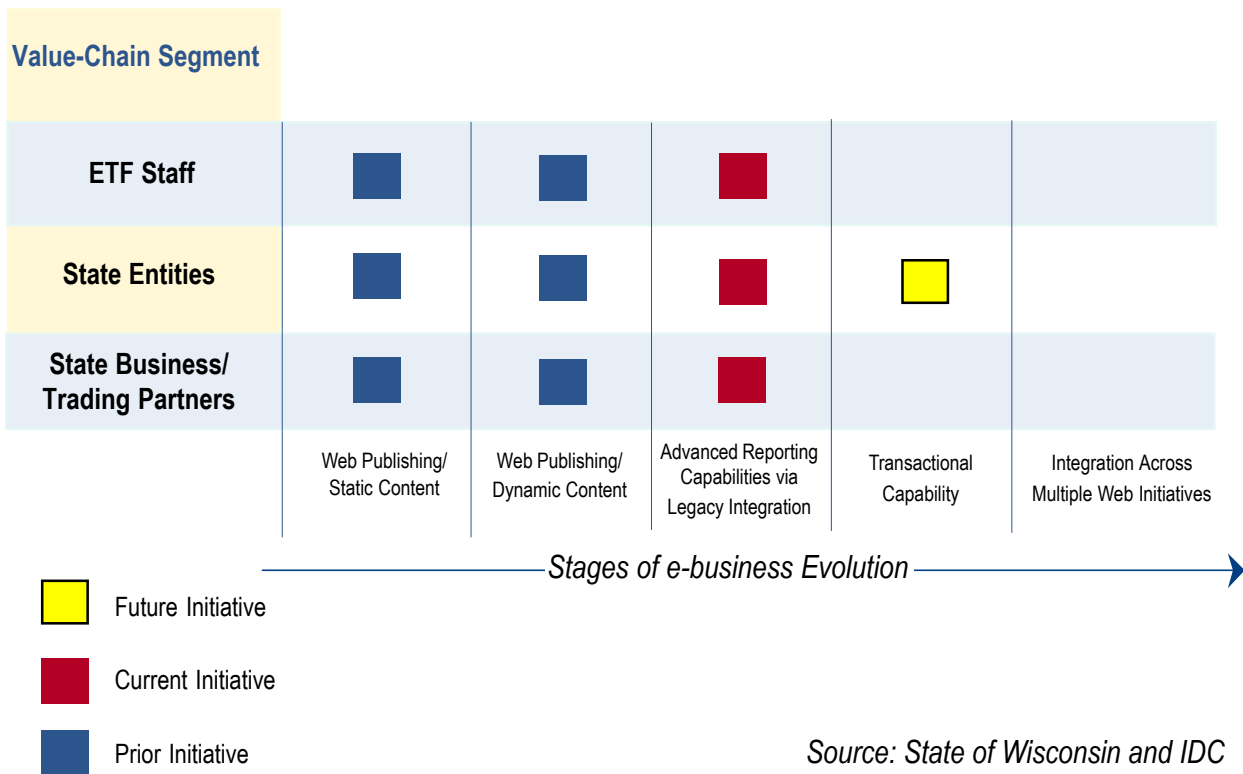 Value-Chain Segment
ETF Staff
State Entities
State Business/
Trading Partners
Web Publishing/
Static Content
Web Publishing/
Dynamic Content
Advanced Reporting
Capabilities via
Legacy Integration
Transactional
Capability
Integration Across
Multiple Web Initiatives
Stages of e-business Evolution
Future Initiative
Current Initiative
Prior Initiative
Source: State of Wisconsin and IDC